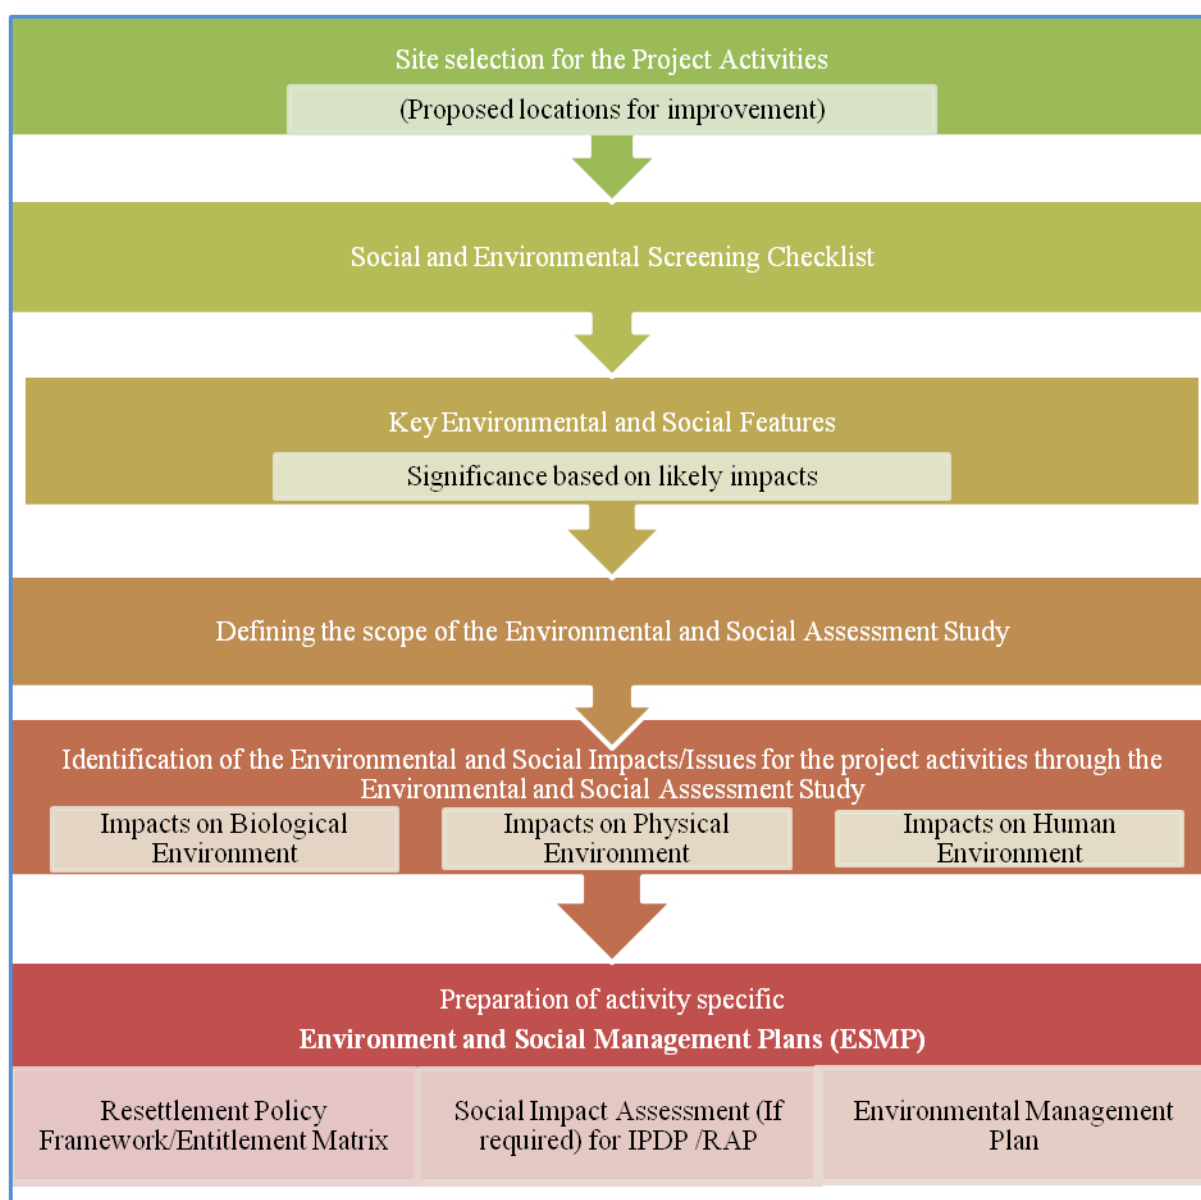 Site selection for the Project Activities
(Proposed locations for improvement)
Social and Environmental Screening Checklist
Key Environmental and Social Features
Significance based on likely impacts
Defining the scope of the Environmental and Social Assessment Study
Identification of the Environmental and Social Impacts/Issues for the project activities through the
Environmental and Social Assessment Study
Impacts on Biological
Environment
Impacts on Physical
Environment
Impacts on Human
Environment
Preparation of activity specific
Environment and Social Management Plans (ESMP)
Resettlement Policy
Framework/Entitlement Matrix
Social Impact Assessment (If
required) for IPDP /RAP
Environmental Management
Plan